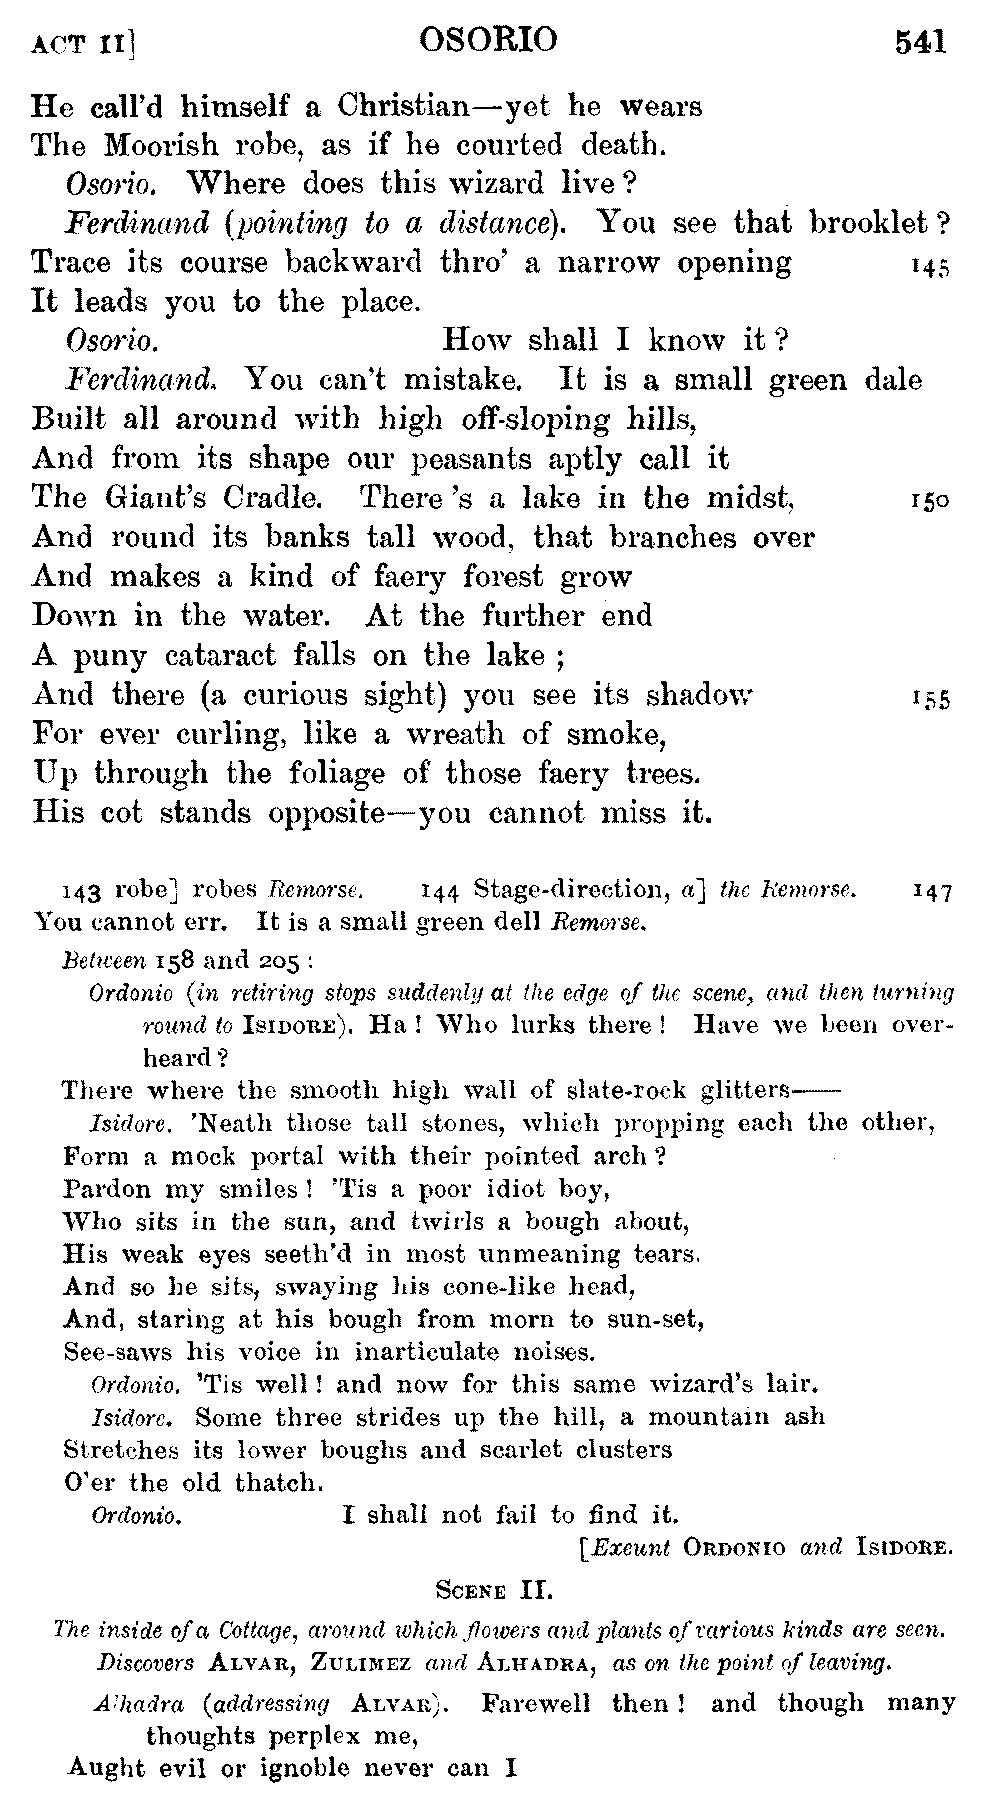 ACT II] OSORIO 541
He call'd himself a Christian—yet he wears
The Moorish robe, as if he courted death.
Osorio. Where does this wizard live?
Ferdinand (pointing to a distance). You see that brooklet?
Trace its course backward thro' a narrow opening 145
It leads you to the place.
Osorio. How shall I know it?
Ferdinand. You can't mistake. It is a small green dale
Built all around with high off-sloping hills,
And from its shape our peasants aptly call it
The Giant's Cradle. There's a lake in the midst, 150
And round its banks tall wood, that branches over
And makes a kind of faery forest grow
Down in the water. At the further end
A puny cataract falls on the lake;
And there (a curious sight) you see its shadow 155
For ever curling, like a wreath of smoke,
Up through the foliage of those faery trees.
His cot stands opposite—you cannot miss it.
143 robe] robes Remorse. 144 Stage-direction, a] the Remorse. 147
You cannot err. It is a small green dell Remorse.
Between 158 and 205:
Ordonio (in retiring stops suddenly at the edge of the scene, and then turning
round to ISIDORE). Ha! Who lurks there! Have we been over-
heard?
There where the smooth high wall of slate-rock glitters——
Isidore. 'Neath those tall stones, which propping each the other,
Form a mock portal with their pointed arch?
Pardon my smiles! 'Tis a poor idiot boy,
Who sits in the sun, and twirls a bough about,
His weak eyes seeth'd in most unmeaning tears.
And so he sits, swaying his cone-like head,
And, staring at his bough from morn to sun-set,
See-saws his voice in inarticulate noises.
Ordonio. 'Tis well! and now for this same wizard's lair.
Isidore. Some three strides up the hill, a mountain ash
Stretches its lower boughs and scarlet clusters
O'er the old thatch.
Ordonio. I shall not fail to find it.
[Exeunt ORDONIO and ISIDORE.
SCENE II.
The inside of a Cottage, around which flowers and plants of various kinds are seen.
Discovers ALVAR, ZULIMEZ and ALHADRA, as on the point of leaving.
Alhadra (addressing ALVAR). Farewell then! and though many
thoughts perplex me,
Aught evil or ignoble never can I